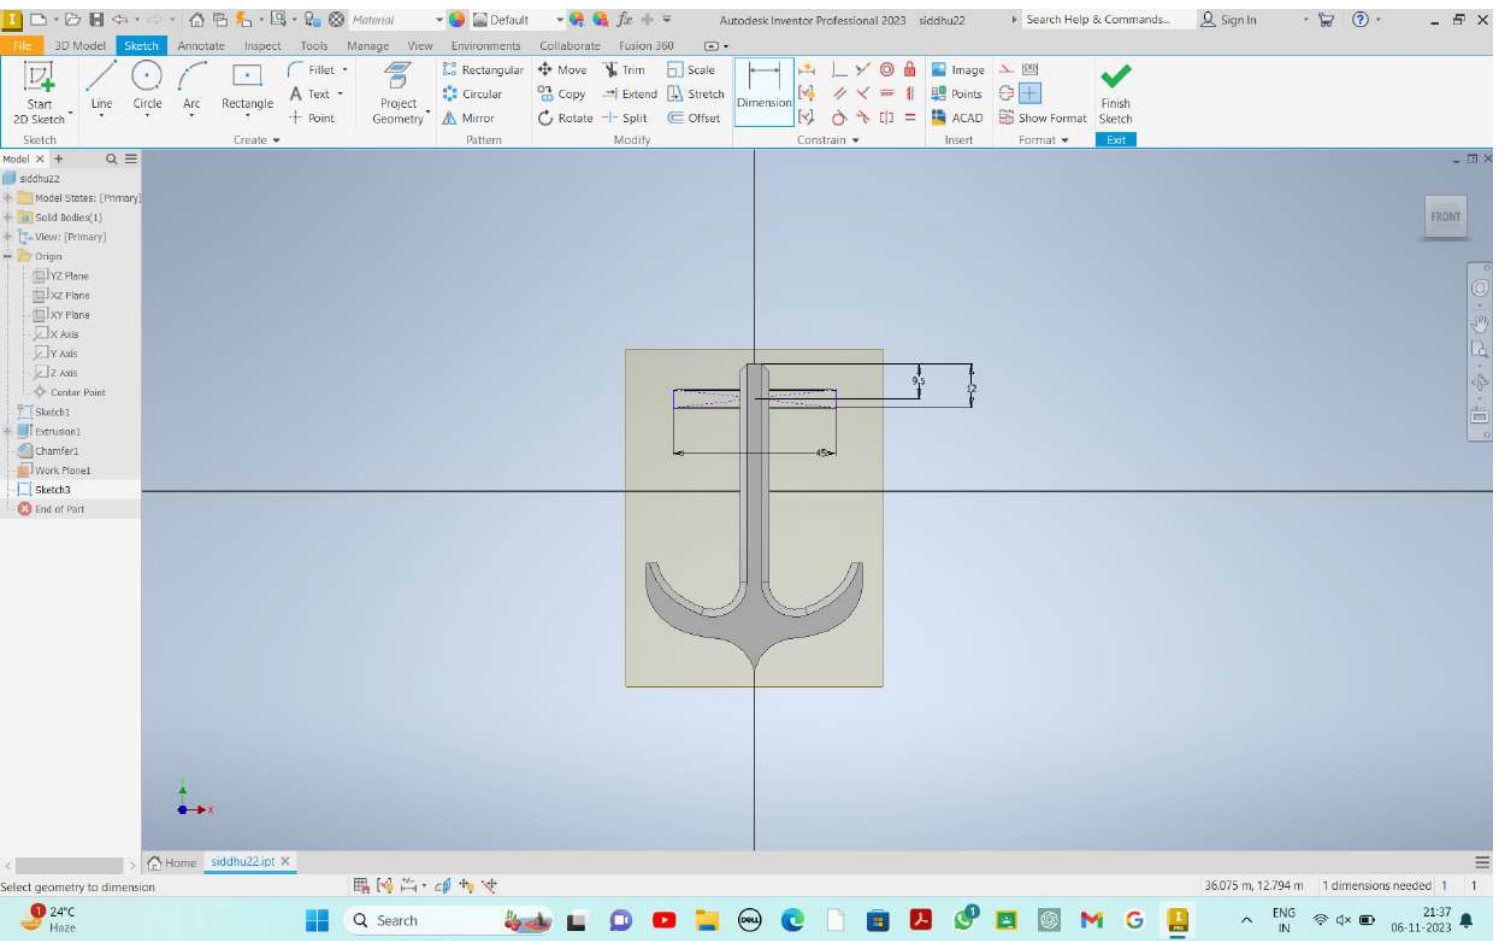 Material
Default
fx
Autodesk Inventor Professional 2023 siddhu22
Search Help & Commands...
Sign In
File 3D Model Sketch Annotate Inspect Tools Manage View Environments Collaborate Fusion 360
Start
2D Sketch
Line
Circle
Arc
Rectangle
Fillet
A Text
Point
Project
Geometry
Rectangular
Circular
Mirror
Move
Copy
Rotate
Trim
Extend
Split
Scale
Stretch
Offset
Dimension
Image
Points
ACAD
Show Format
Finish
Sketch
Sketch Create Pattern Modify Constrain Insert Format Exit
Model
siddhu22
Model States: [Primary]
Solid Bodies(1)
View: [Primary]
Origin
YZ Plane
XZ Plane
XY Plane
X Axis
Y Axis
Z Axis
Center Point
Sketch1
Extrusion1
Chamfer1
Work Plane1
Sketch3
End of Part
FRONT
9.5
12
45
Y
X
Home siddhu22.ipt
Select geometry to dimension
36.075 m, 12.794 m 1 dimensions needed 1 1
1
24°C
Haze
Search
DELL
1
ENG
IN
21:37
06-11-2023